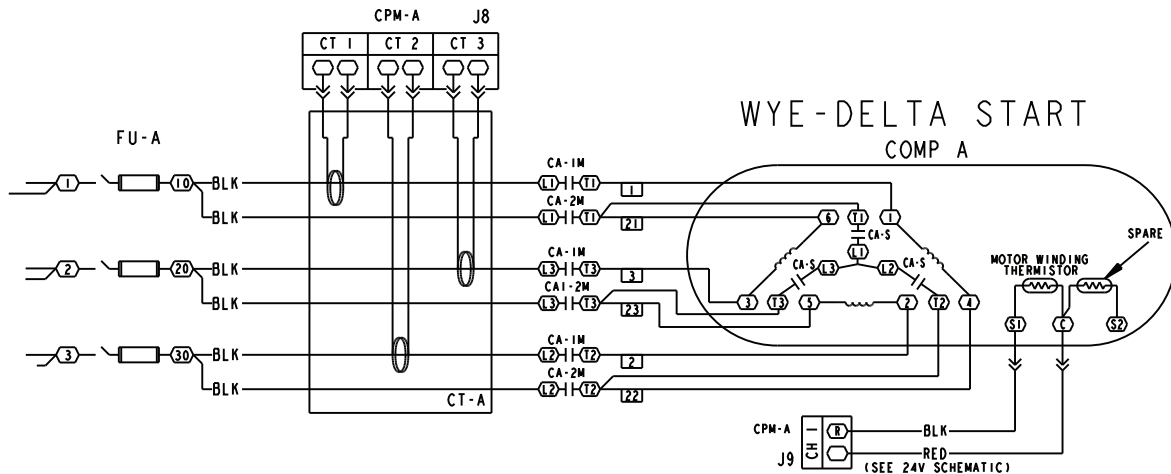 CPM-A J8
CT 1 CT 2 CT 3
WYE-DELTA START
COMP A
FU-A
1 10 BLK CA-1M L1 T1 1
BLK CA-2M L1 T1 21
2 20 BLK CA-1M L3 T3 3
BLK CA1-2M L3 T3 23
3 30 BLK CA-1M L2 T2 2
BLK CA-2M L2 T2 22
CT-A
6 T1 1
CA-S
L1
CA-S L3 L2 CA-S
3 T3 5 2 T2 4
SPARE
MOTOR WINDING
THERMISTOR
S1 C S2
CPM-A
J9
CH 1
R BLK
RED
(SEE 24V SCHEMATIC)